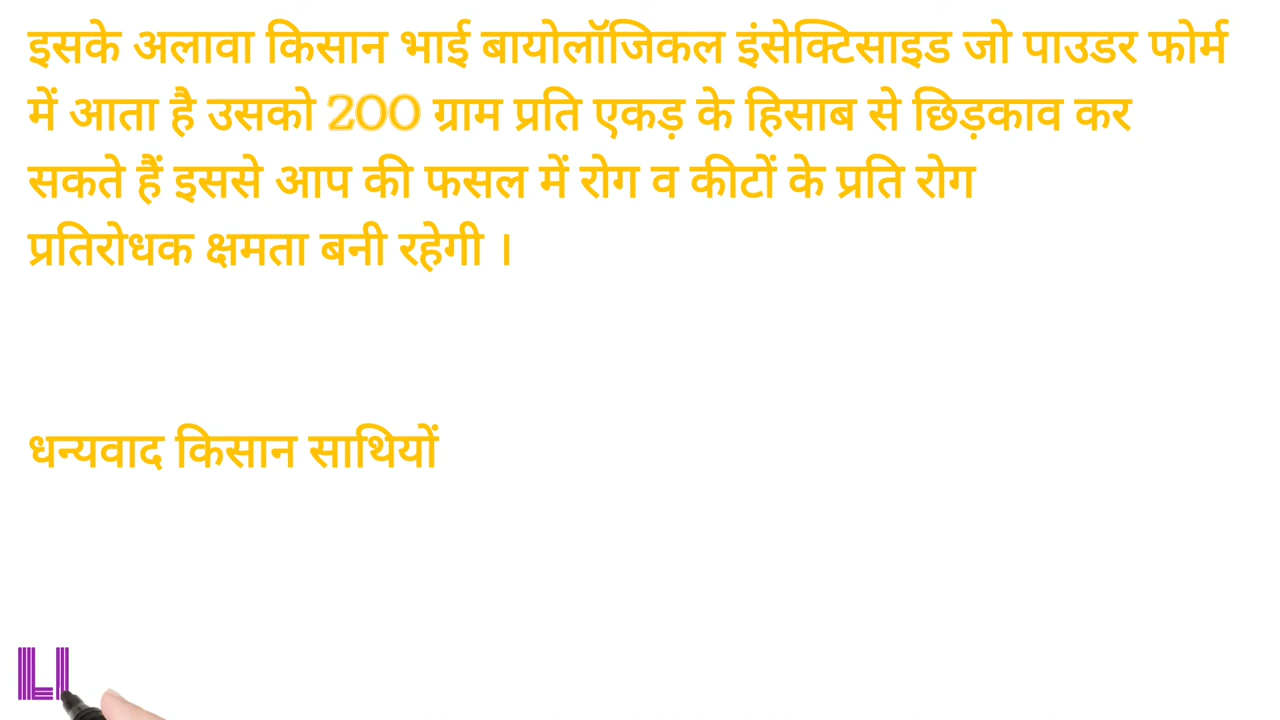 इसके अलावा किसान भाई बायोलॉजिकल इंसेक्टिसाइड जो पाउडर फोर्म
में आता है उसको 200 ग्राम प्रति एकड़ के हिसाब से छिड़काव कर
सकते हैं इससे आप की फसल में रोग व कीटों के प्रति रोग
प्रतिरोधक क्षमता बनी रहेगी ।
धन्यवाद किसान साथियों
LI